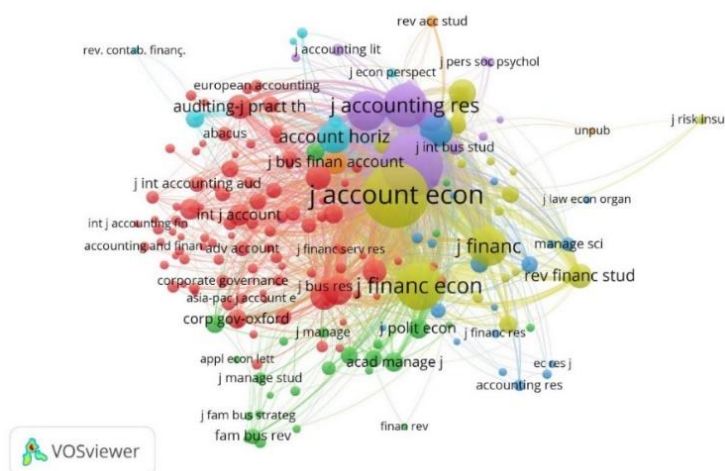 rev acc stud
rev. contab. finanç.
j accounting lit
j econ perspect
j pers soc psychol
european accounting
auditing-j pract th
j accounting res
j risk insu
abacus
account horiz
unpub
j int bus stud
j bus finan account
j int accounting aud
j account econ
j law econ organ
int j accounting fin
int j account
accounting and finan
adv account
j financ serv res
j financ
manage sci
corporate governance
j bus res
j financ econ
rev financ stud
asia-pac j account e
corp gov-oxford
j manage
j polit econ
j financ res
appl econ lett
acad manage j
ec res j
j manage stud
accounting res
j fam bus strateg
finan rev
fam bus rev
VOSviewer